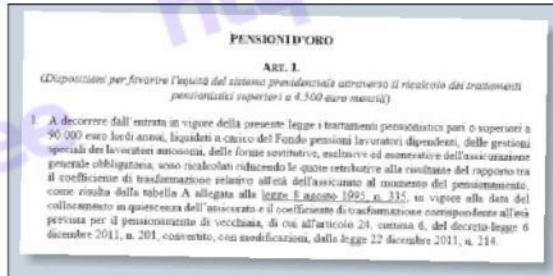 PENSIONI D'ORO
ART. 1.
(Disposizioni per favorire l'equità del sistema previdenziale attraverso il ricalcolo dei trattamenti
pensionistici superiori a 4.500 euro mensili)
1. A decorrere dall'entrata in vigore della presente legge i trattamenti pensionistici pari o superiori a
90.000 euro lordi annui, liquidati a carico del Fondo pensioni lavoratori dipendenti, delle gestioni
speciali dei lavoratori autonomi, delle forme sostitutive, esclusive ed esonerative dell'assicurazione
generale obbligatoria, sono ricalcolati riducendo le quote retributive alla risultante del rapporto tra
il coefficiente di trasformazione relativo all'età dell'assicurato al momento del pensionamento,
come risulta dalla tabella A allegata alla legge 8 agosto 1995, n. 335, in vigore alla data del
collocamento in quiescenza dell'assicurato e il coefficiente di trasformazione corrispondente all'età
prevista per il pensionamento di vecchiaia, di cui all'articolo 24, comma 6, del decreto-legge 6
dicembre 2011, n. 201, convertito, con modificazioni, dalla legge 22 dicembre 2011, n. 214.